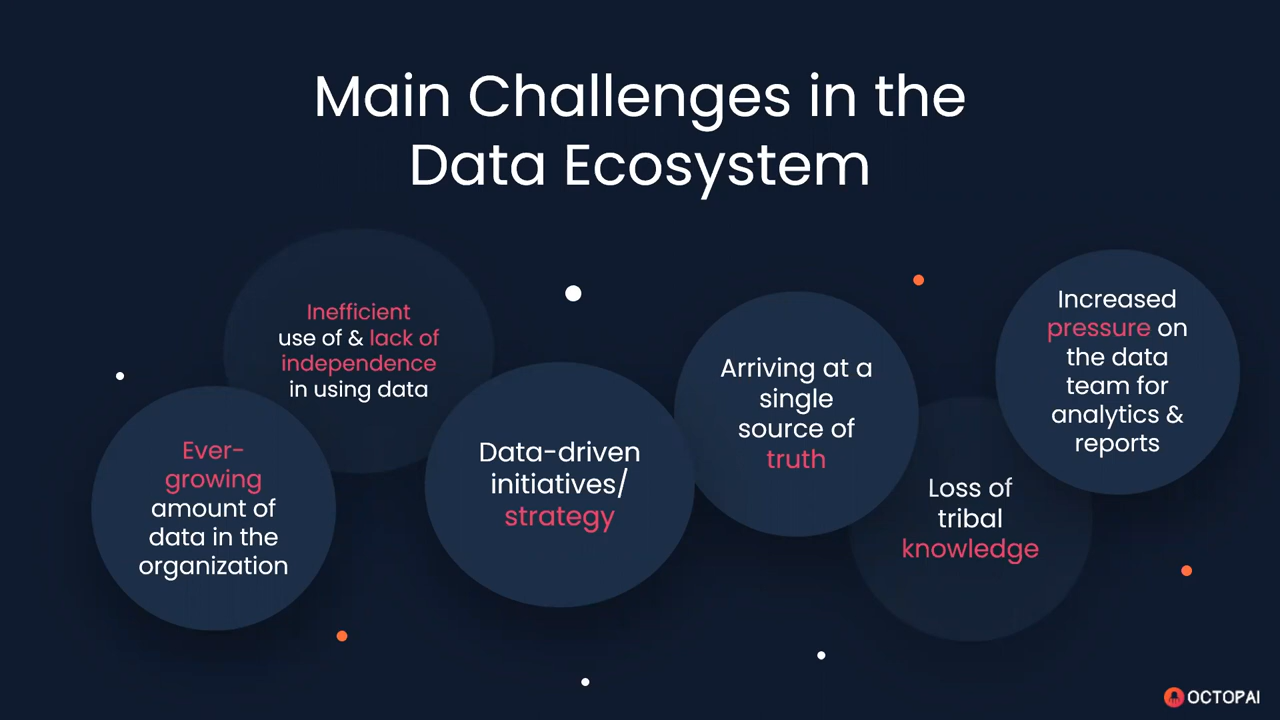 Main Challenges in the
Data Ecosystem
Inefficient
use of & lack of
independence
in using data
Ever-
growing
amount of
data in the
organization
Data-driven
initiatives/
strategy
Arriving at a
single
source of
truth
Loss of
tribal
knowledge
Increased
pressure on
the data
team for
analytics &
reports
OCTOPAI